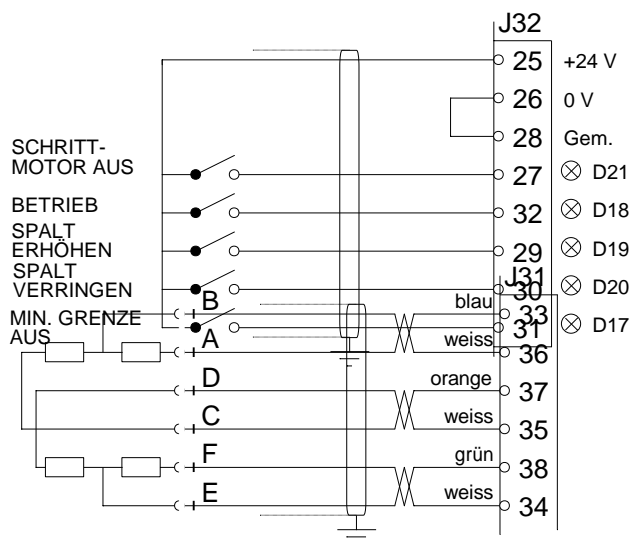 J32
25 +24 V
26 0 V
28 Gem.
SCHRITT-
MOTOR AUS
27 D21
BETRIEB
32 D18
SPALT
ERHÖHEN
29 D19
SPALT
VERRINGEN
J31
30 D20
B blau 33
MIN. GRENZE
AUS
31 D17
A weiss 36
D orange 37
C weiss 35
F grün 38
E weiss 34